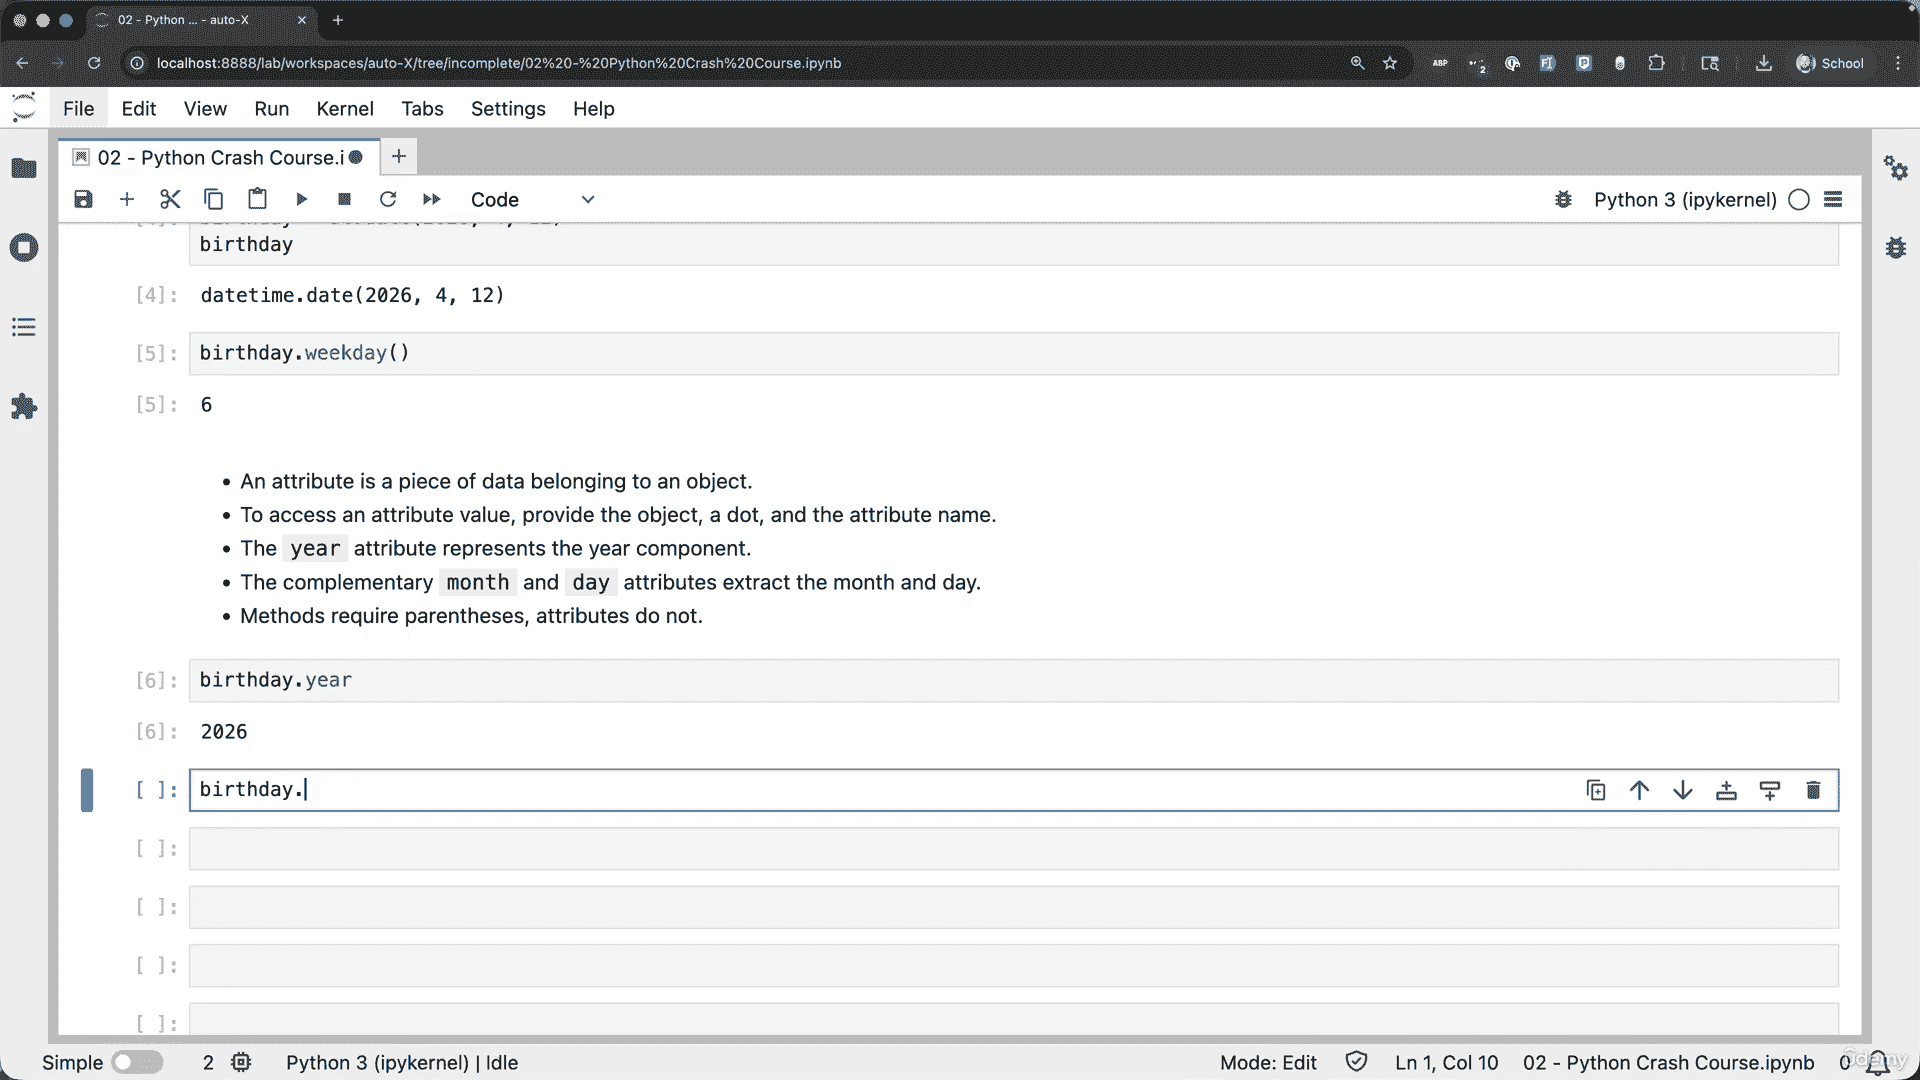 02 - Python ... - auto-X
localhost:8888/lab/workspaces/auto-X/tree/incomplete/02%20-%20Python%20Crash%20Course.ipynb
ABP
2
School
File Edit View Run Kernel Tabs Settings Help
02 - Python Crash Course.i
Code
Python 3 (ipykernel)
birthday
[4]: datetime.date(2026, 4, 12)
[5]: birthday.weekday()
[5]: 6
• An attribute is a piece of data belonging to an object.
• To access an attribute value, provide the object, a dot, and the attribute name.
• The year attribute represents the year component.
• The complementary month and day attributes extract the month and day.
• Methods require parentheses, attributes do not.
[6]: birthday.year
[6]: 2026
[ ]: birthday.
[ ]:
[ ]:
[ ]:
[ ]:
Simple 2 Python 3 (ipykernel) | Idle Mode: Edit Ln 1, Col 10 02 - Python Crash Course.ipynb 0
Udemy